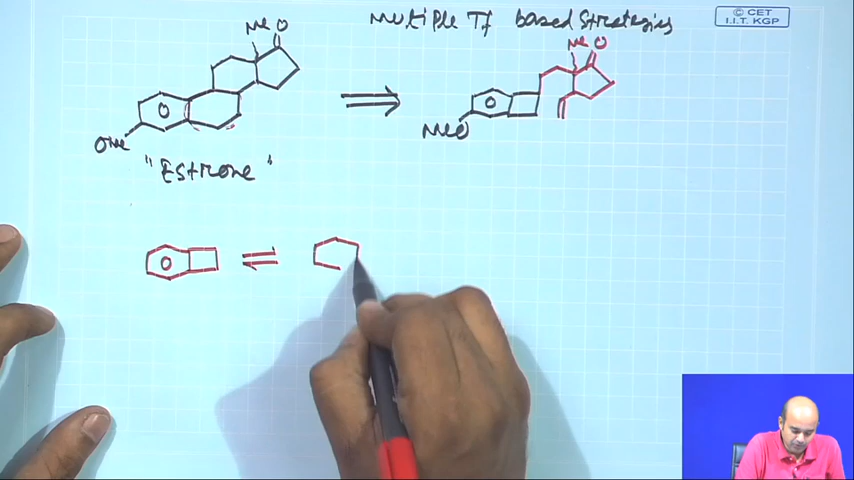 Multiple Tf based Strategies
© CET
I.I.T. KGP
Me O
O
OMe
"Estrone"
Me O
O
MeO
O